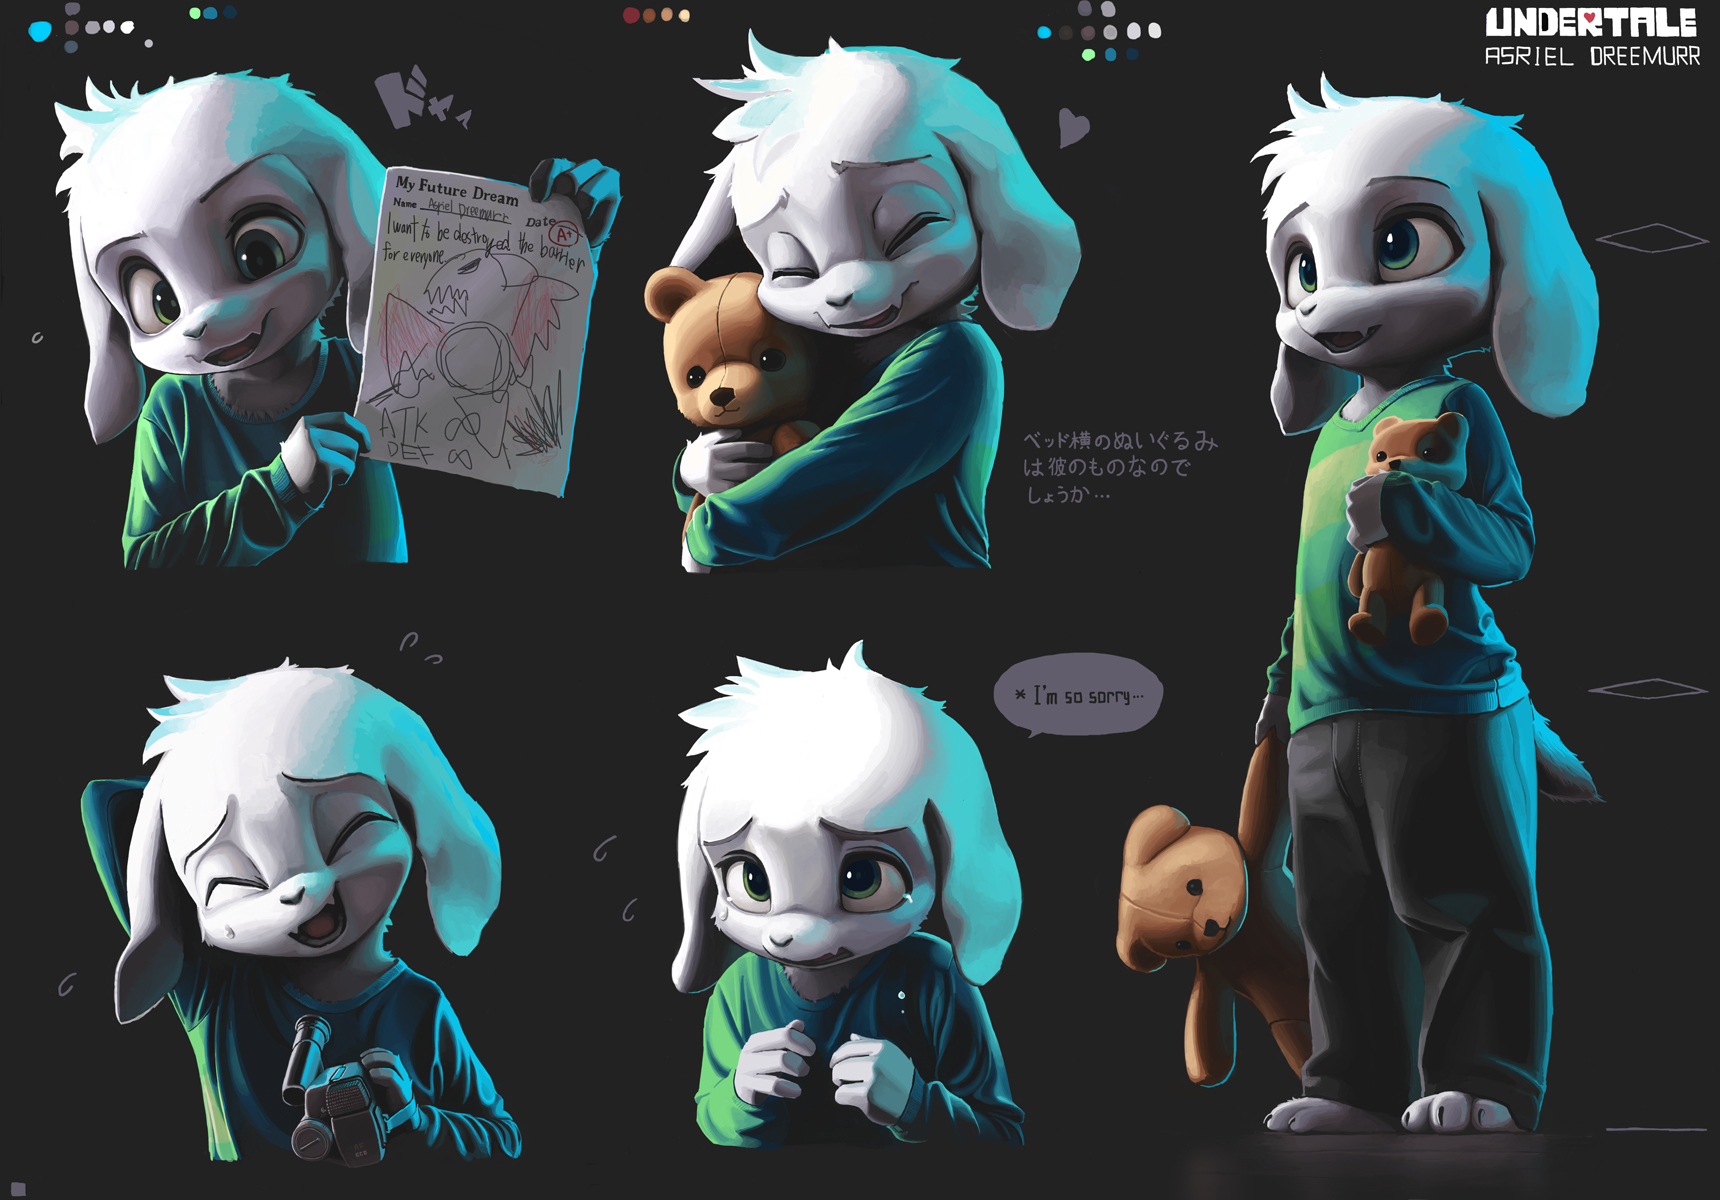 UNDERTALE
ASRIEL DREEMURR
My Future Dream
Name Asriel Dreemurr Date
A+
I want to be destroyed the barrier
for everyone.
ATK ∞
DEF ∞
ベッド横のぬいぐるみ
は彼のものなので
しょうか…
* I'm so sorry…